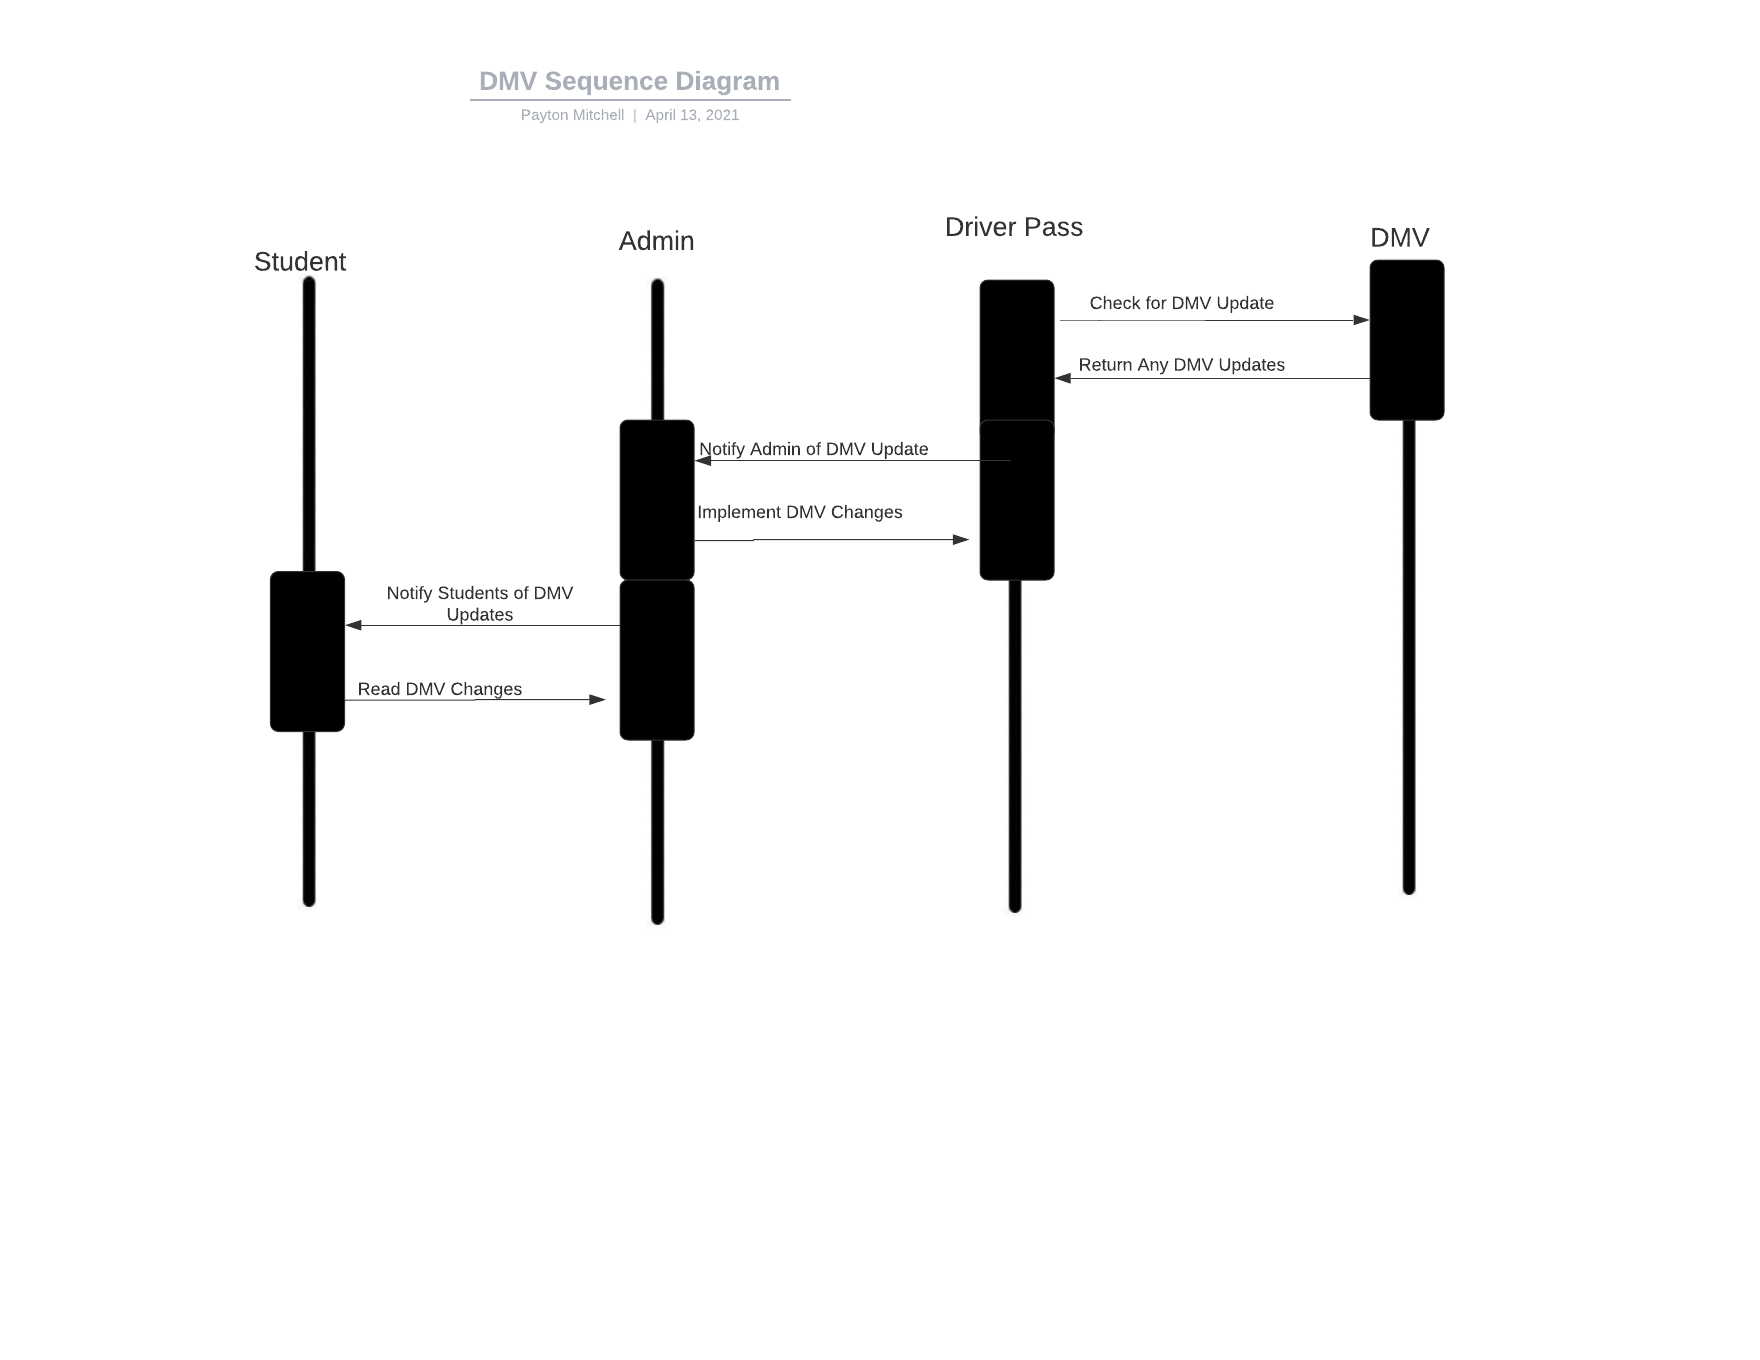 DMV Sequence Diagram
Payton Mitchell | April 13, 2021
Student
Admin
Driver Pass
DMV
Check for DMV Update
Return Any DMV Updates
Notify Admin of DMV Update
Implement DMV Changes
Notify Students of DMV
Updates
Read DMV Changes